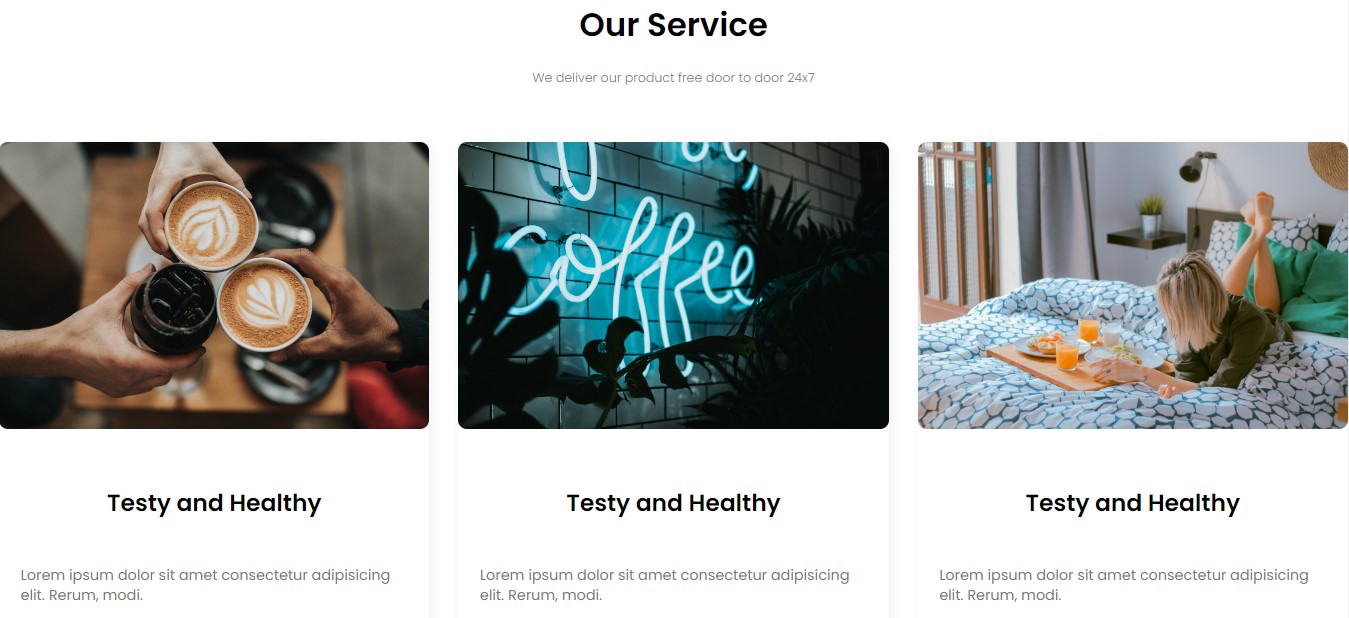 Our Service
We deliver our product free door to door 24x7
coffee
Testy and Healthy
Testy and Healthy
Testy and Healthy
Lorem ipsum dolor sit amet consectetur adipisicing
elit. Rerum, modi.
Lorem ipsum dolor sit amet consectetur adipisicing
elit. Rerum, modi.
Lorem ipsum dolor sit amet consectetur adipisicing
elit. Rerum, modi.